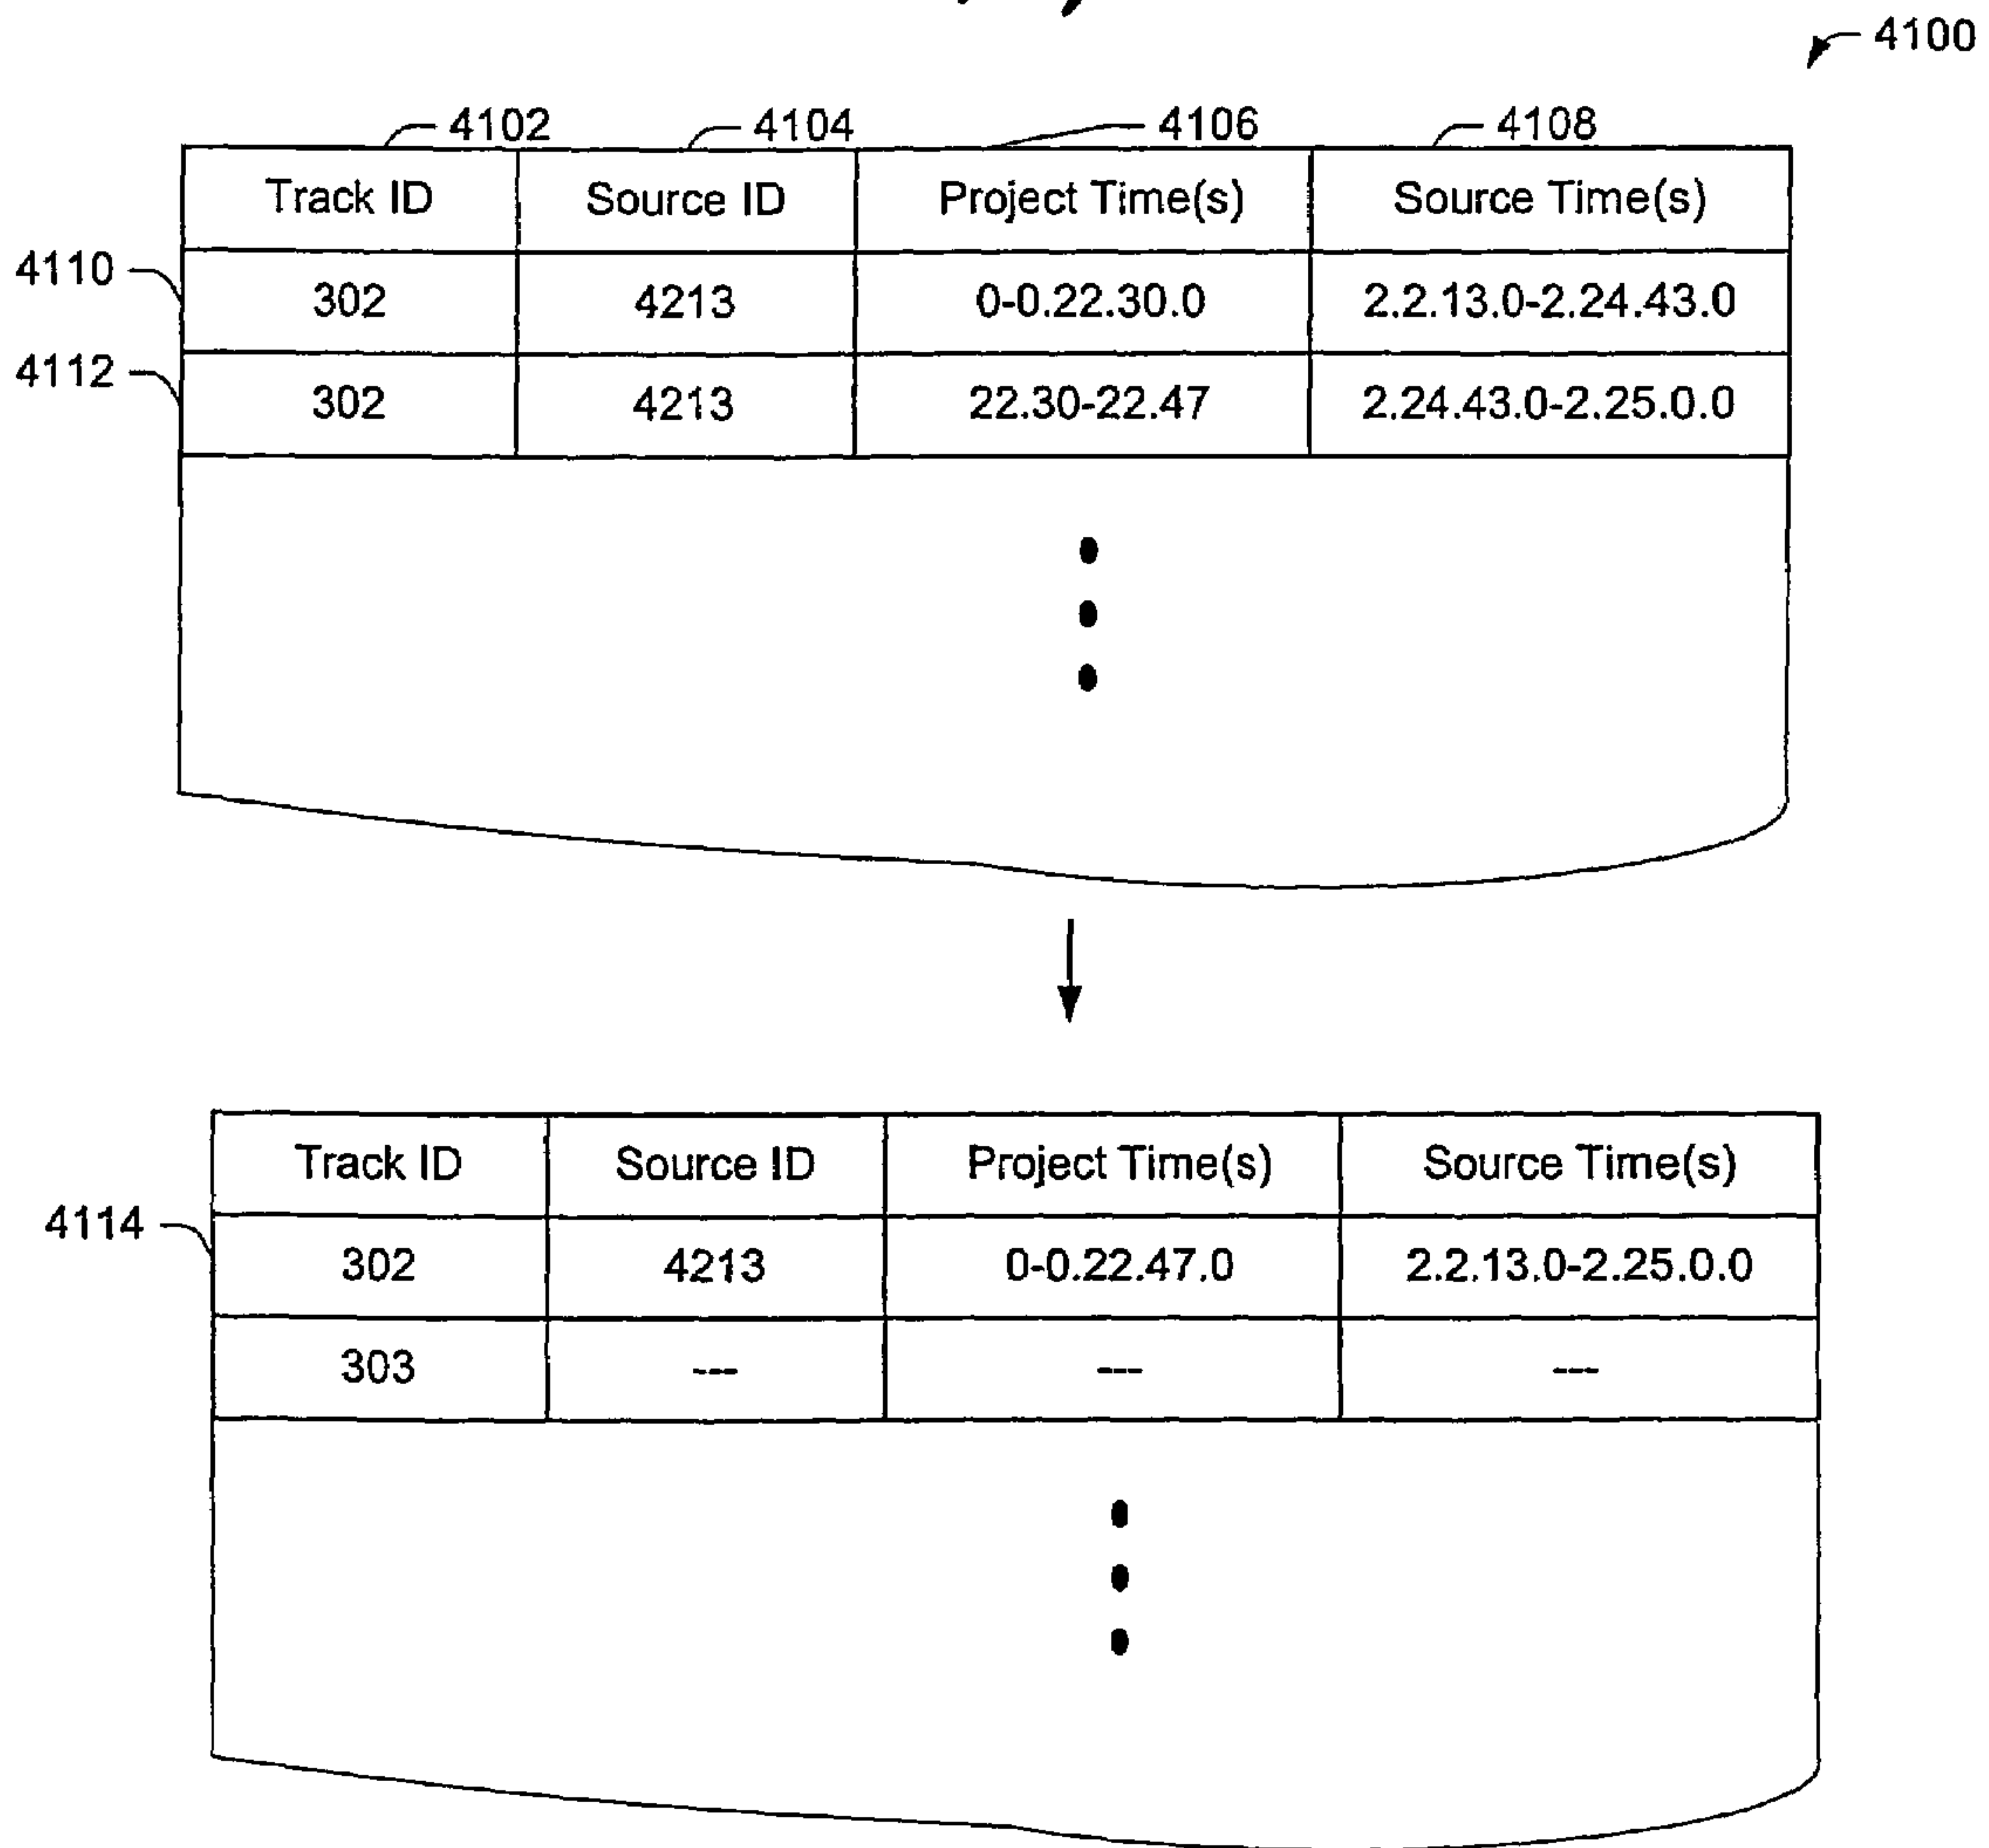 4100
4102 4104 4106 4108
Track ID Source ID Project Time(s) Source Time(s)
4110 302 4213 0-0.22.30.0 2.2.13.0-2.24.43.0
4112 302 4213 22.30-22.47 2.24.43.0-2.25.0.0
Track ID Source ID Project Time(s) Source Time(s)
4114 302 4213 0-0.22.47.0 2.2.13.0-2.25.0.0
303 --- --- ---